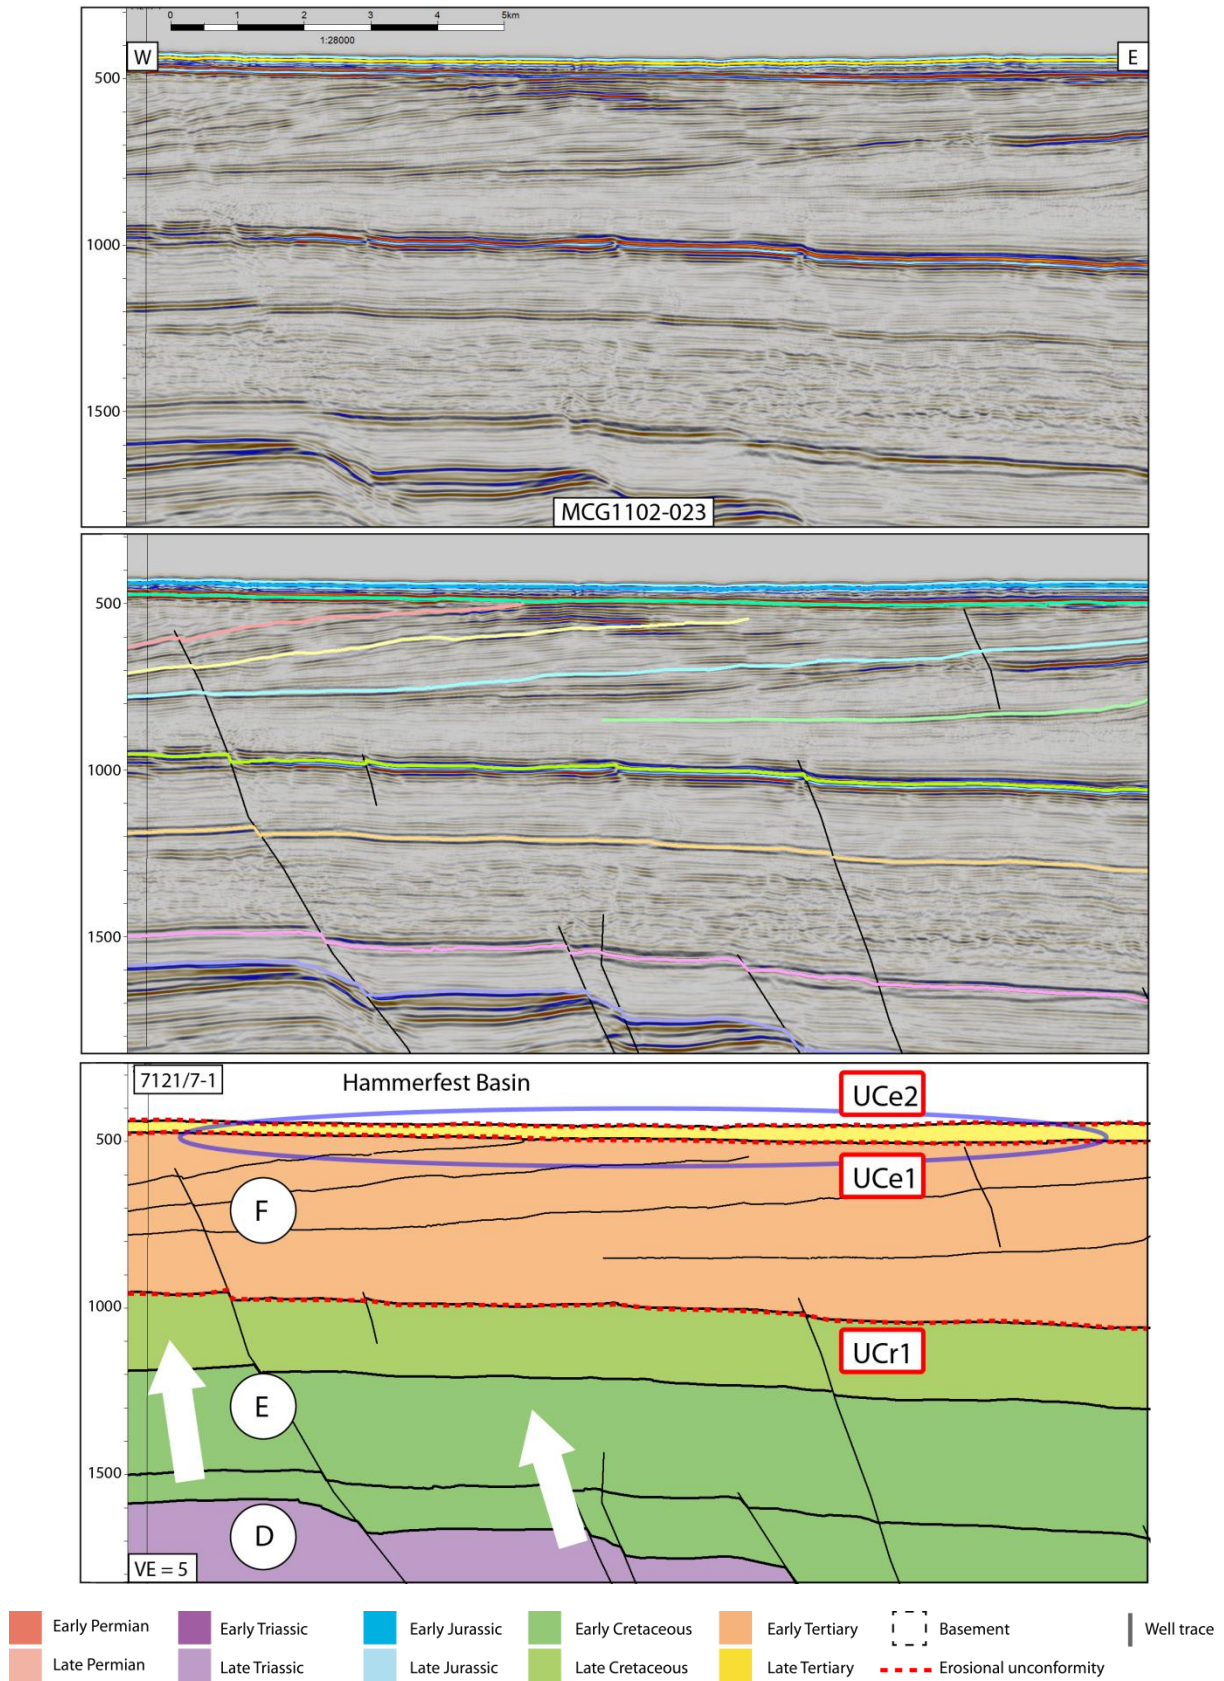 0 1 2 3 4 5km
1:28000
W
E
500
1000
1500
MCG1102-023
500
1000
1500
7121/7-1
Hammerfest Basin
UCe2
500
UCe1
F
1000
UCr1
E
1500
D
VE = 5
Early Permian
Early Triassic
Early Jurassic
Early Cretaceous
Early Tertiary
Basement
Well trace
Late Permian
Late Triassic
Late Jurassic
Late Cretaceous
Late Tertiary
Erosional unconformity